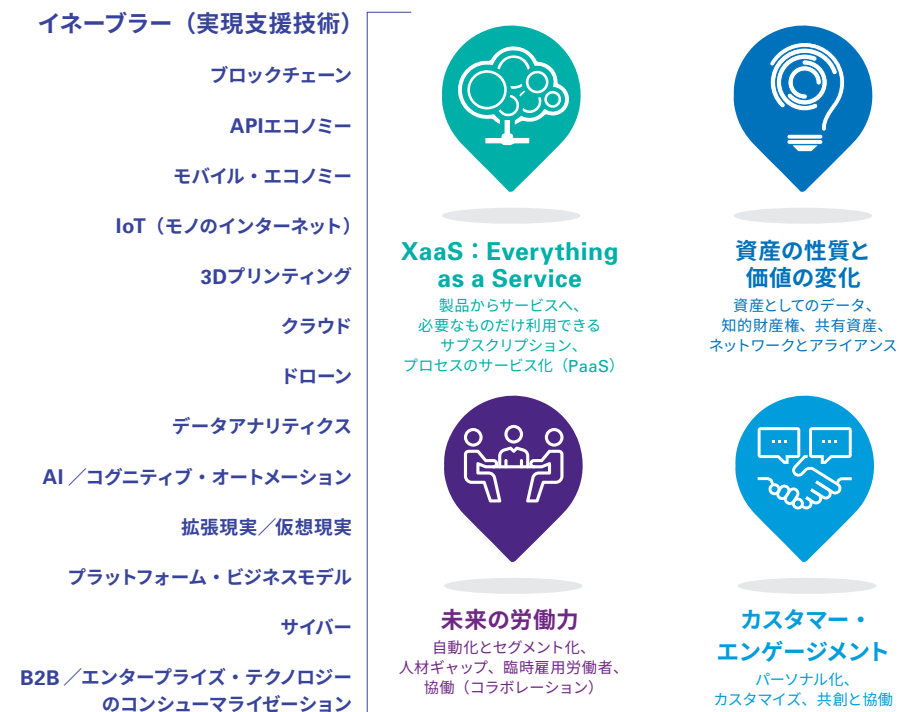 イネーブラー（実現支援技術）
ブロックチェーン
APIエコノミー
モバイル・エコノミー
IoT（モノのインターネット）
3Dプリンティング
クラウド
ドローン
データアナリティクス
AI／コグニティブ・オートメーション
拡張現実／仮想現実
プラットフォーム・ビジネスモデル
サイバー
B2B／エンタープライズ・テクノロジー
のコンシューマライゼーション
XaaS：Everything
as a Service
製品からサービスへ、
必要なものだけ利用できる
サブスクリプション、
プロセスのサービス化（PaaS）
資産の性質と
価値の変化
資産としてのデータ、
知的財産権、共有資産、
ネットワークとアライアンス
未来の労働力
自動化とセグメント化、
人材ギャップ、臨時雇用労働者、
協働（コラボレーション）
カスタマー・
エンゲージメント
パーソナル化、
カスタマイズ、共創と協働